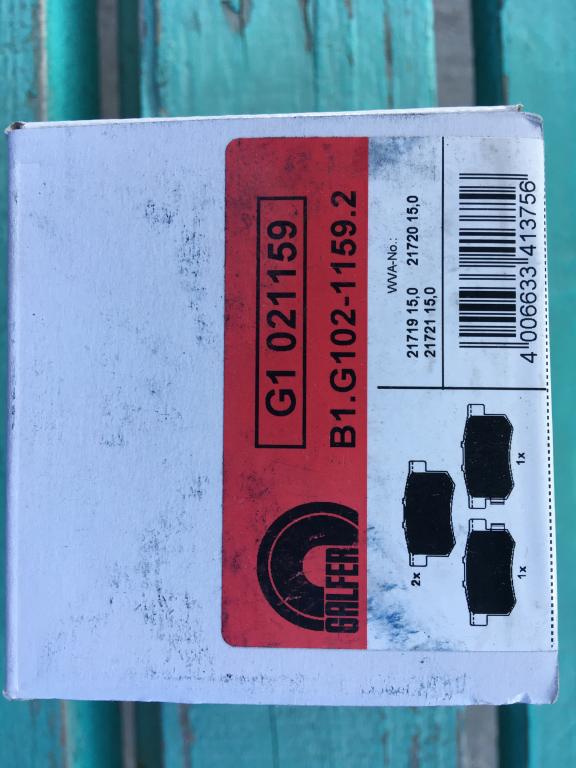 GALFER
G1 021159
B1.G102-1159.2
2x
1x
1x
WVA-No.:
21719 15,0 21720 15,0
21721 15,0
4 006633 413756